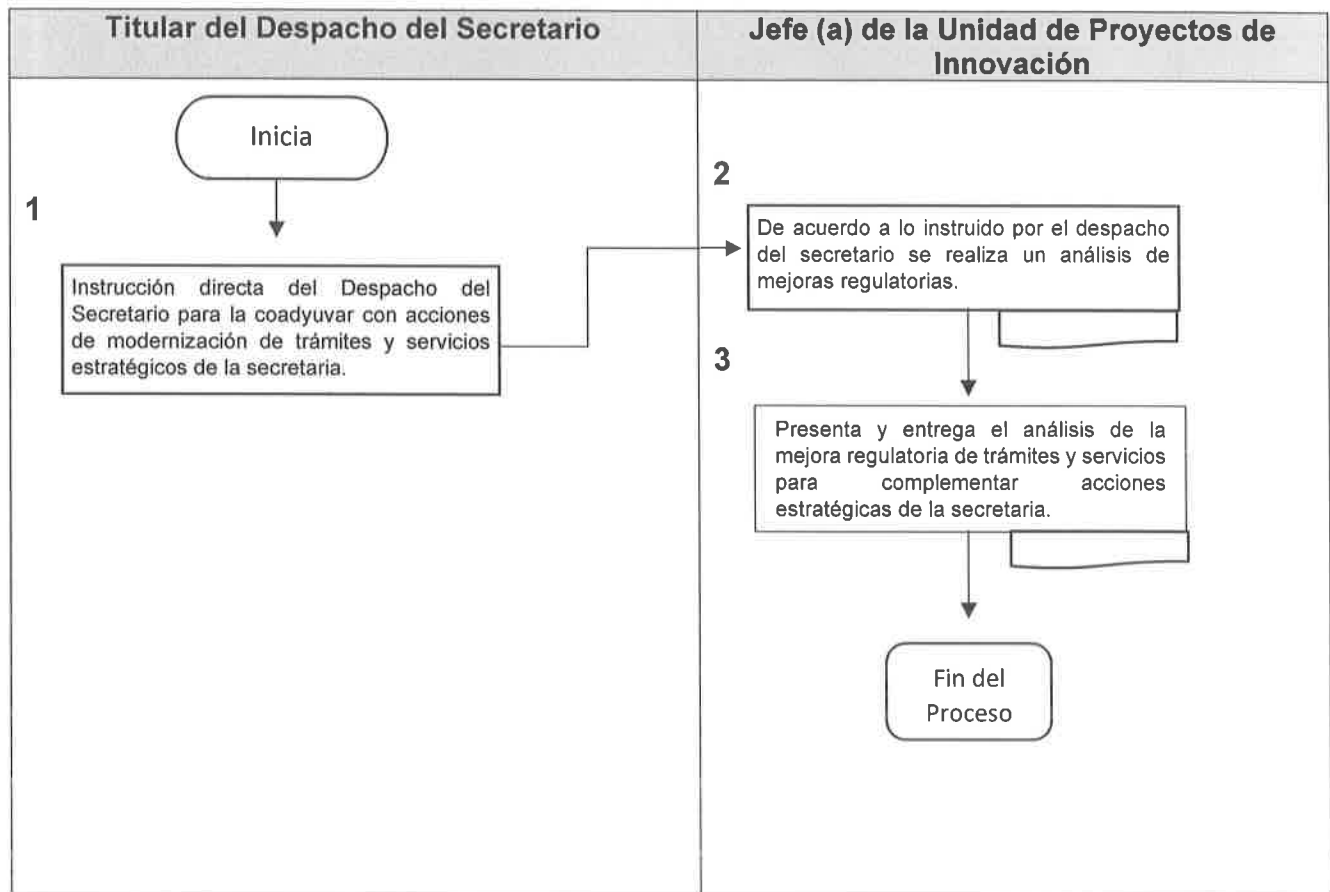 Titular del Despacho del Secretario
Jefe (a) de la Unidad de Proyectos de
Innovación
Inicia
1
Instrucción directa del Despacho del
Secretario para la coadyuvar con acciones
de modernización de trámites y servicios
estratégicos de la secretaria.
2
De acuerdo a lo instruido por el despacho
del secretario se realiza un análisis de
mejoras regulatorias.
3
Presenta y entrega el análisis de la
mejora regulatoria de trámites y servicios
para complementar acciones
estratégicas de la secretaria.
Fin del
Proceso